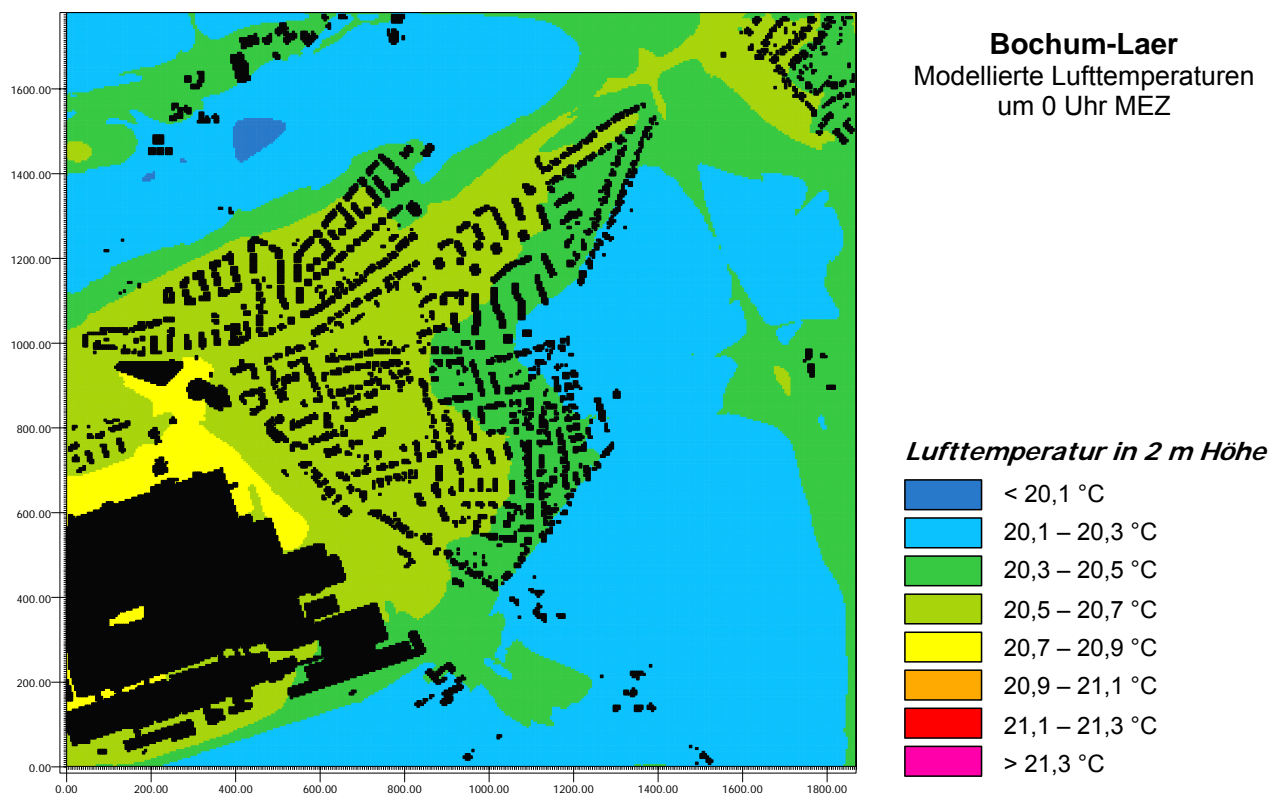 Bochum-Laer
Modellierte Lufttemperaturen
um 0 Uhr MEZ
1600.00
1400.00
1200.00
1000.00
800.00
600.00
400.00
200.00
0.00
0.00 200.00 400.00 600.00 800.00 1000.00 1200.00 1400.00 1600.00 1800.00
Lufttemperatur in 2 m Höhe
< 20,1 °C
20,1 – 20,3 °C
20,3 – 20,5 °C
20,5 – 20,7 °C
20,7 – 20,9 °C
20,9 – 21,1 °C
21,1 – 21,3 °C
> 21,3 °C